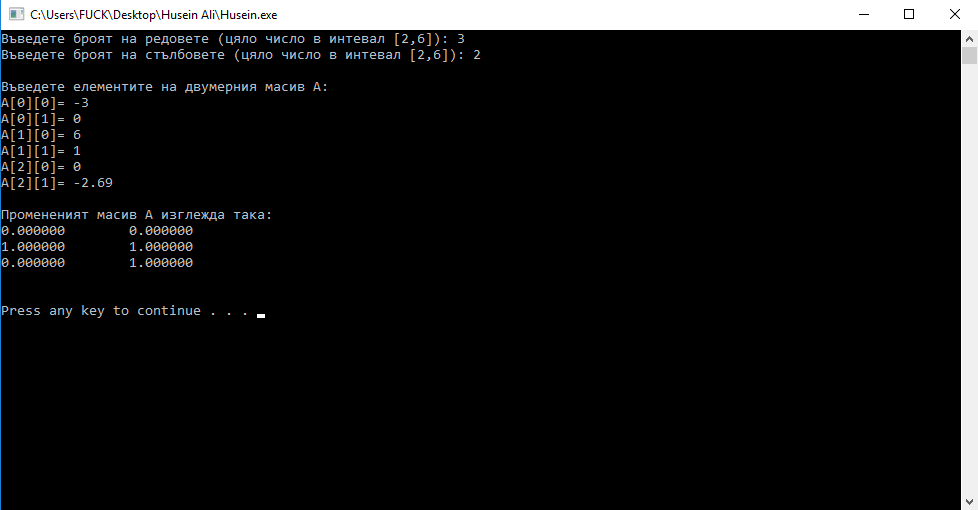 C:\Users\FUCK\Desktop\Husein Ali\Husein.exe
Въведете броят на редовете (цяло число в интевал [2,6]): 3
Въведете броят на стълбовете (цяло число в интевал [2,6]): 2
Въведете елементите на двумерния масив А:
A[0][0]= -3
A[0][1]= 0
A[1][0]= 6
A[1][1]= 1
A[2][0]= 0
A[2][1]= -2.69
Промененият масив А изглежда така:
0.000000        0.000000
1.000000        1.000000
0.000000        1.000000
Press any key to continue . . .